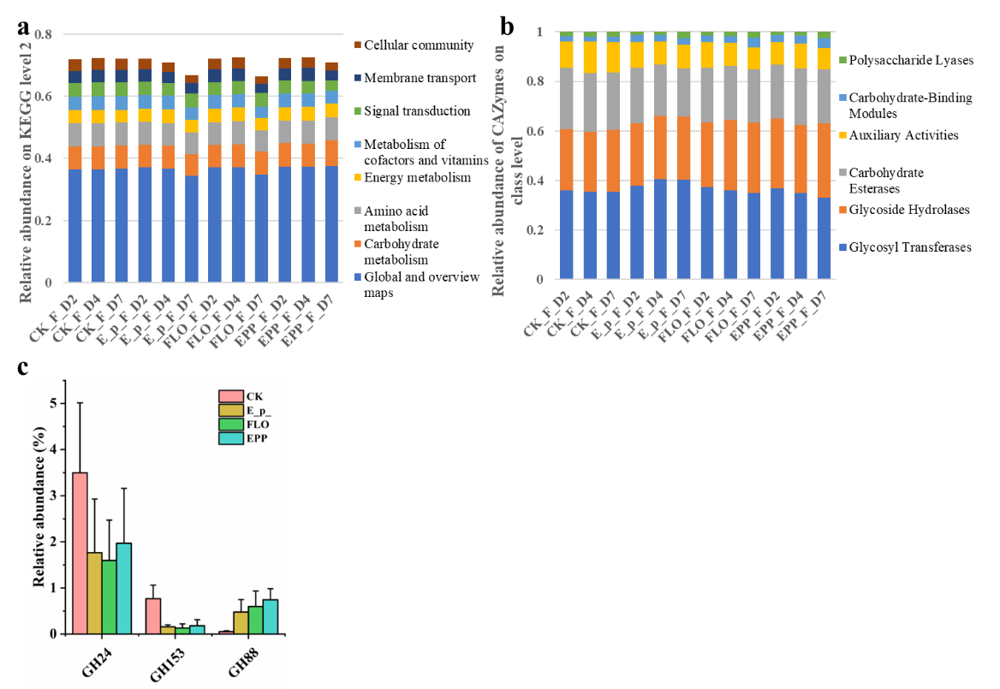 a
Relative abundance on KEGG level 2
0.8
0.6
0.4
0.2
0
CK_F_D2
CK_F_D4
CK_F_D7
E_p_F_D2
E_p_F_D4
E_p_F_D7
FLO_F_D2
FLO_F_D4
FLO_F_D7
EPP_F_D2
EPP_F_D4
EPP_F_D7
Cellular community
Membrane transport
Signal transduction
Metabolism of
cofactors and vitamins
Energy metabolism
Amino acid
metabolism
Carbohydrate
metabolism
Global and overview
maps
b
Relative abundance of CAZymes on
class level
1
0.8
0.6
0.4
0.2
0
CK_F_D2
CK_F_D4
CK_F_D7
E_p_F_D2
E_p_F_D4
E_p_F_D7
FLO_F_D2
FLO_F_D4
FLO_F_D7
EPP_F_D2
EPP_F_D4
EPP_F_D7
Polysaccharide Lyases
Carbohydrate-Binding
Modules
Auxiliary Activities
Carbohydrate
Esterases
Glycoside Hydrolases
Glycosyl Transferases
c
Relative abundance (%)
5
4
3
2
1
0
CK
E_p_
FLO
EPP
GH24
GH153
GH88